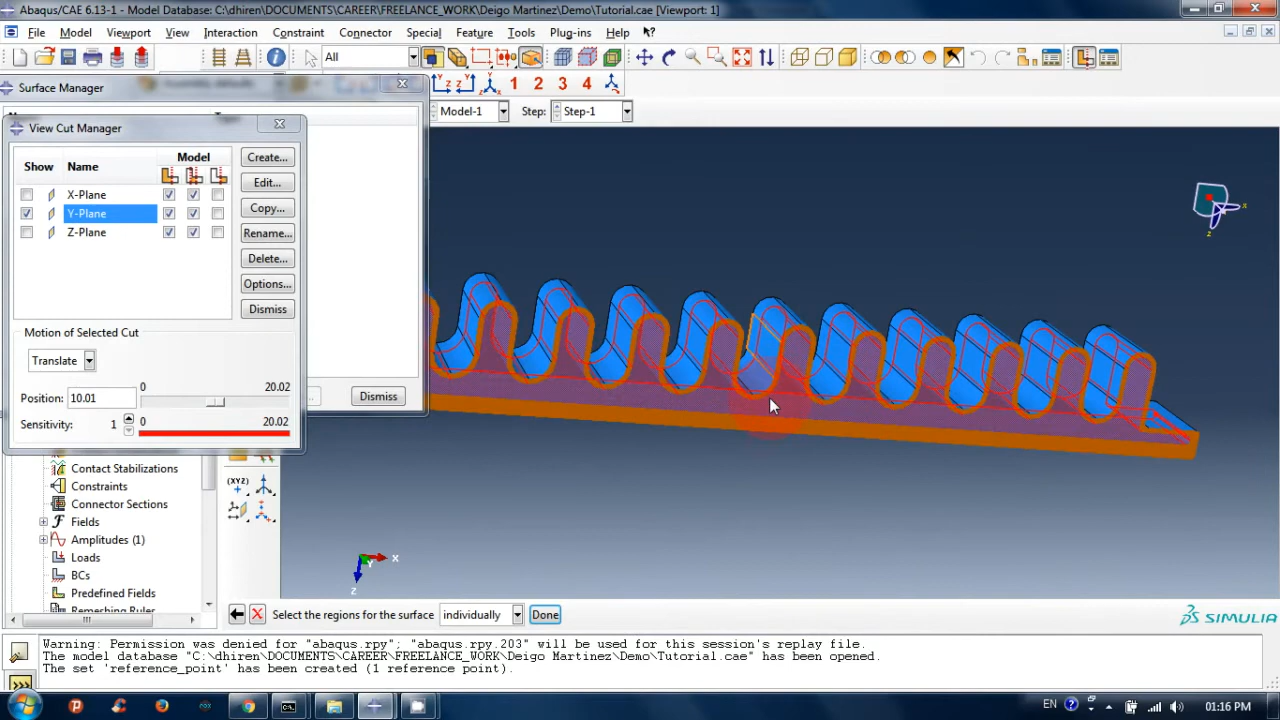 Abaqus/CAE 6.13-1 - Model Database: C:\dhiren\DOCUMENTS\CAREER\FREELANCE_WORK\Deigo Martinez\Demo\Tutorial.cae [Viewport: 1]
File Model Viewport View Interaction Constraint Connector Special Feature Tools Plug-ins Help
All
1 2 3 4
Surface Manager
Model-1 Step: Step-1
View Cut Manager
Show Name Model
Create...
X-Plane
Edit...
Y-Plane
Copy...
Z-Plane
Rename...
Delete...
Options...
Dismiss
Motion of Selected Cut
Translate
Position: 10.01 0 20.02
Sensitivity: 1 0 20.02
Dismiss
Contact Stabilizations
Constraints
Connector Sections
Fields
Amplitudes (1)
Loads
BCs
Predefined Fields
Remeshing Ruler
(XYZ)
X
Y
Z
x
z
Select the regions for the surface individually Done
SIMULIA
Warning: Permission was denied for "abaqus.rpy"; "abaqus.rpy.203" will be used for this session's replay file.
The model database "C:\dhiren\DOCUMENTS\CAREER\FREELANCE_WORK\Deigo Martinez\Demo\Tutorial.cae" has been opened.
The set 'reference_point' has been created (1 reference point).
>>>
EN 01:16 PM